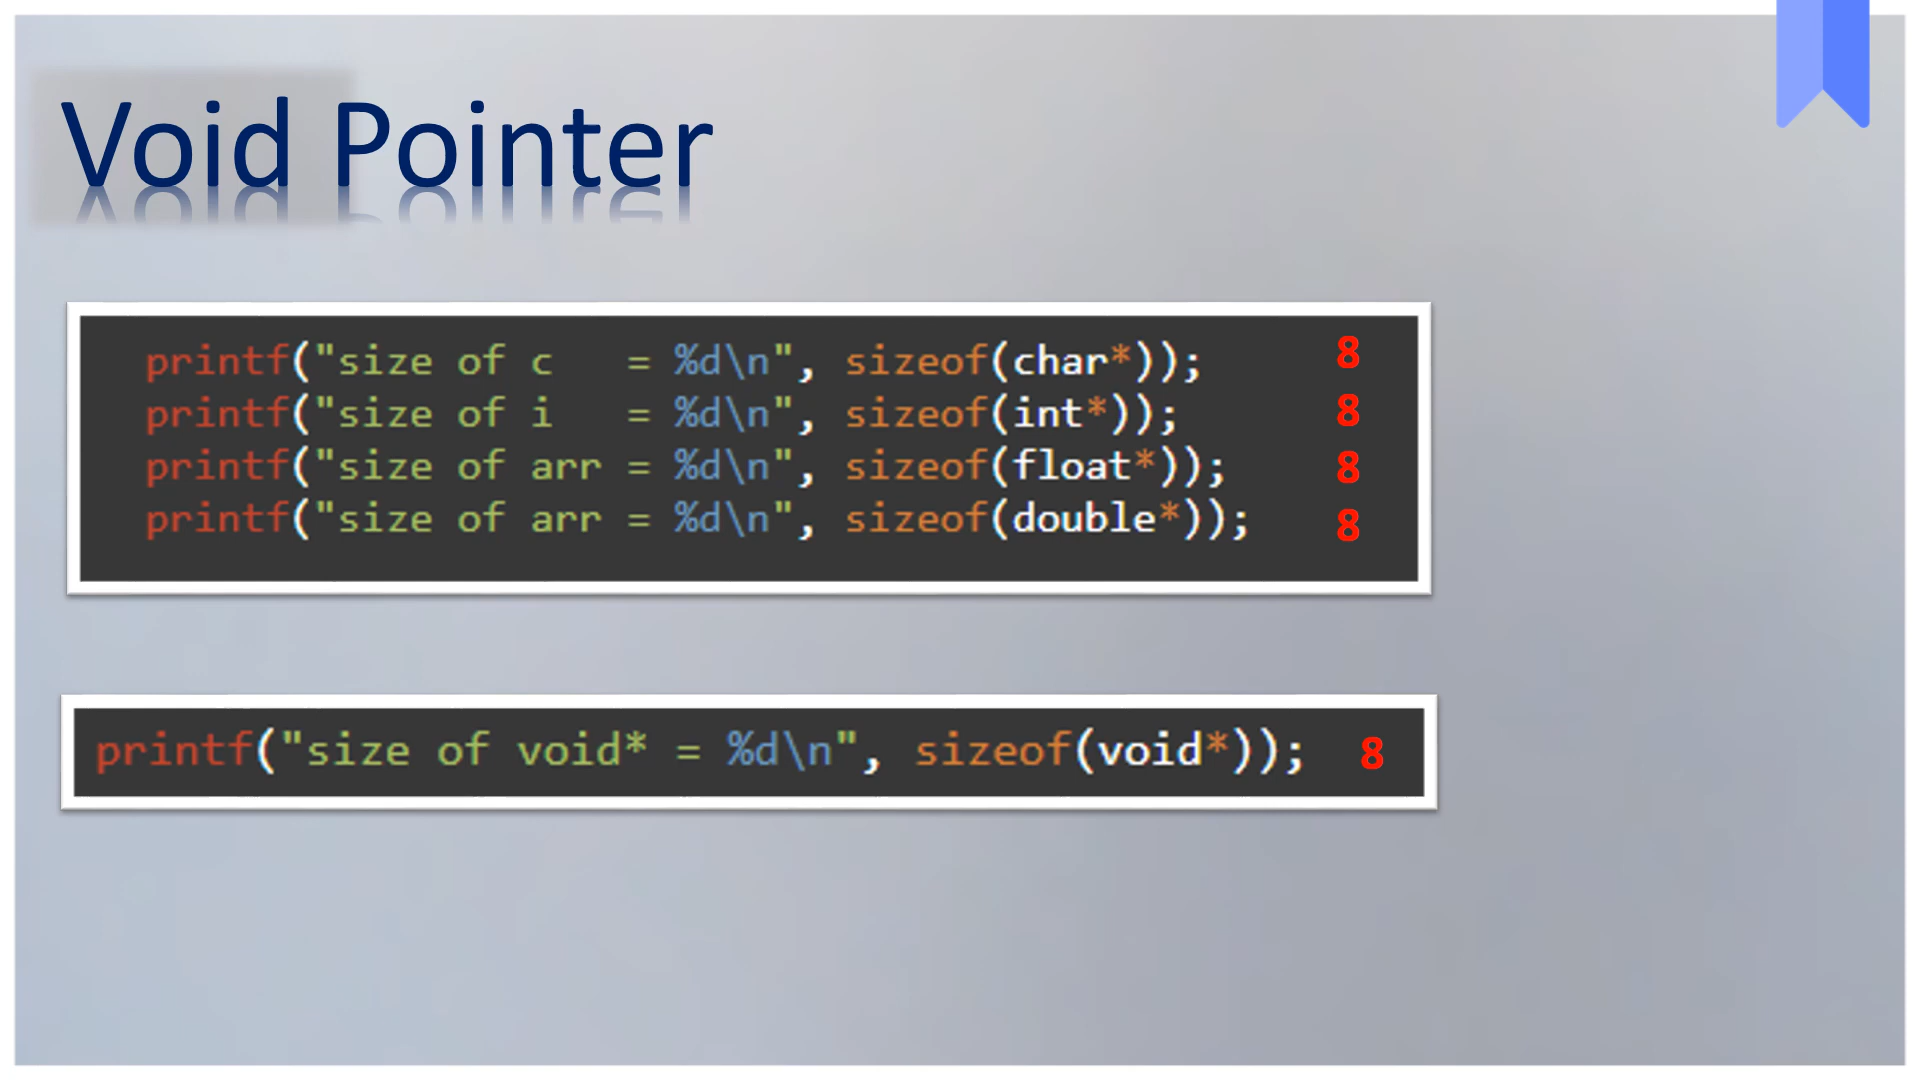 Void Pointer
printf("size of c   = %d\n", sizeof(char*)); 8
printf("size of i   = %d\n", sizeof(int*)); 8
printf("size of arr = %d\n", sizeof(float*)); 8
printf("size of arr = %d\n", sizeof(double*)); 8
printf("size of void* = %d\n", sizeof(void*)); 8